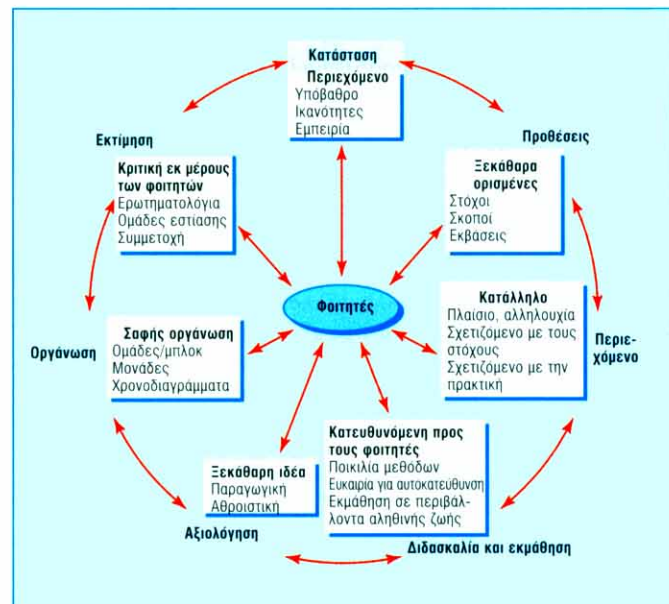 Κατάσταση
Περιεχόμενο
Υπόβαθρο
Ικανότητες
Εμπειρία
Προθέσεις
Ξεκάθαρα
ορισμένες
Στόχοι
Σκοποί
Εκβάσεις
Περιε-
χόμενο
Κατάλληλο
Πλαίσιο, αλληλουχία
Σχετιζόμενο με τους
στόχους
Σχετιζόμενο με την
πρακτική
Διδασκαλία και εκμάθηση
Κατευθυνόμενη προς
τους φοιτητές
Ποικιλία μεθόδων
Ευκαιρία για αυτοκατεύθυνση
Εκμάθηση σε περιβάλ-
λοντα αληθινής ζωής
Αξιολόγηση
Ξεκάθαρη ιδέα
Παραγωγική
Αθροιστική
Οργάνωση
Σαφής οργάνωση
Ομάδες/μπλοκ
Μονάδες
Χρονοδιαγράμματα
Εκτίμηση
Κριτική εκ μέρους
των φοιτητών
Ερωτηματολόγια
Ομάδες εστίασης
Συμμετοχή
Φοιτητές